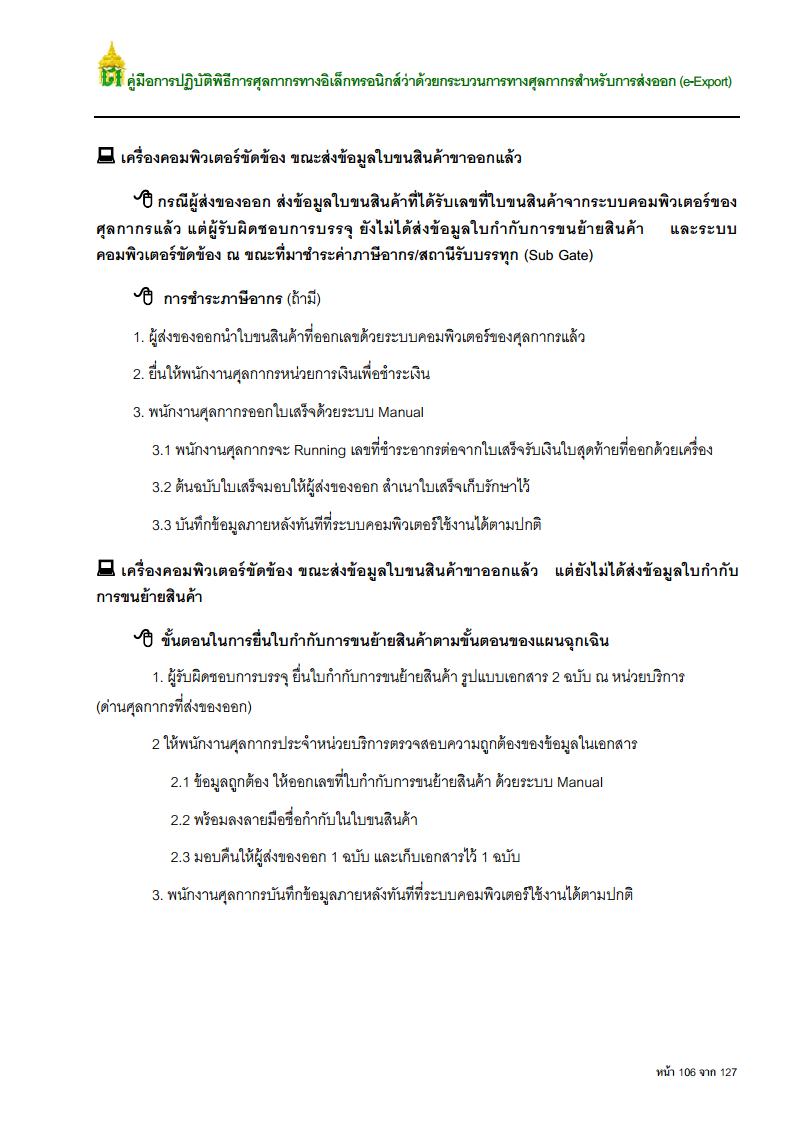 คู่มือการปฏิบัติพิธีการศุลกากรทางอิเล็กทรอนิกส์ว่าด้วยกระบวนการทางศุลกากรสำหรับการส่งออก (e-Export)
เครื่องคอมพิวเตอร์ขัดข้อง ขณะส่งข้อมูลใบขนสินค้าขาออกแล้ว
กรณีผู้ส่งของออก ส่งข้อมูลใบขนสินค้าที่ได้รับเลขที่ใบขนสินค้าจากระบบคอมพิวเตอร์ของ
ศุลกากรแล้ว แต่ผู้รับผิดชอบการบรรจุ ยังไม่ได้ส่งข้อมูลใบกำกับการขนย้ายสินค้า และระบบ
คอมพิวเตอร์ขัดข้อง ณ ขณะที่มาชำระค่าภาษีอากร/สถานีรับบรรทุก (Sub Gate)
การชำระภาษีอากร (ถ้ามี)
1. ผู้ส่งของออกนำใบขนสินค้าที่ออกเลขด้วยระบบคอมพิวเตอร์ของศุลกากรแล้ว
2. ยื่นให้พนักงานศุลกากรหน่วยการเงินเพื่อชำระเงิน
3. พนักงานศุลกากรออกใบเสร็จด้วยระบบ Manual
3.1 พนักงานศุลกากรจะ Running เลขที่ชำระอากรต่อจากใบเสร็จรับเงินใบสุดท้ายที่ออกด้วยเครื่อง
3.2 ต้นฉบับใบเสร็จมอบให้ผู้ส่งของออก สำเนาใบเสร็จเก็บรักษาไว้
3.3 บันทึกข้อมูลภายหลังทันทีที่ระบบคอมพิวเตอร์ใช้งานได้ตามปกติ
เครื่องคอมพิวเตอร์ขัดข้อง ขณะส่งข้อมูลใบขนสินค้าขาออกแล้ว แต่ยังไม่ได้ส่งข้อมูลใบกำกับ
การขนย้ายสินค้า
ขั้นตอนในการยื่นใบกำกับการขนย้ายสินค้าตามขั้นตอนของแผนฉุกเฉิน
1. ผู้รับผิดชอบการบรรจุ ยื่นใบกำกับการขนย้ายสินค้า รูปแบบเอกสาร 2 ฉบับ ณ หน่วยบริการ
(ด่านศุลกากรที่ส่งของออก)
2 ให้พนักงานศุลกากรประจำหน่วยบริการตรวจสอบความถูกต้องของข้อมูลในเอกสาร
2.1 ข้อมูลถูกต้อง ให้ออกเลขที่ใบกำกับการขนย้ายสินค้า ด้วยระบบ Manual
2.2 พร้อมลงลายมือชื่อกำกับในใบขนสินค้า
2.3 มอบคืนให้ผู้ส่งของออก 1 ฉบับ และเก็บเอกสารไว้ 1 ฉบับ
3. พนักงานศุลกากรบันทึกข้อมูลภายหลังทันทีที่ระบบคอมพิวเตอร์ใช้งานได้ตามปกติ
หน้า 106 จาก 127